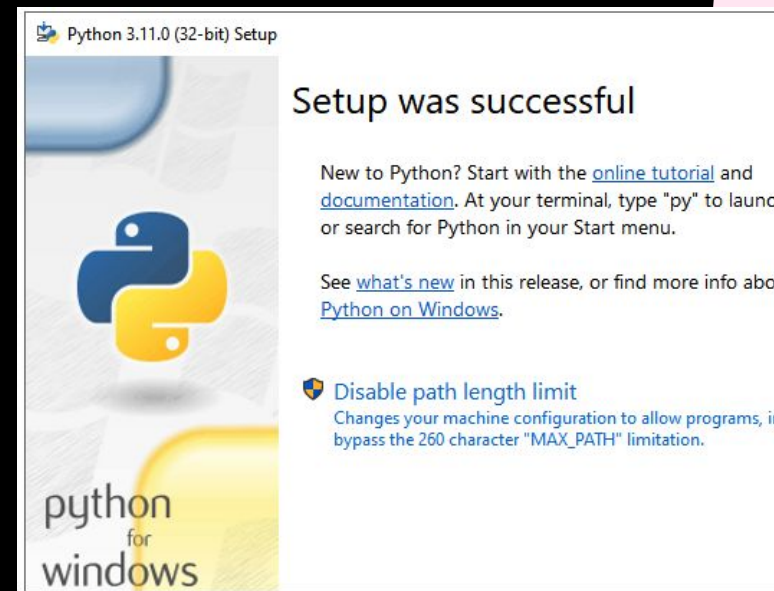 Python 3.11.0 (32-bit) Setup
Setup was successful
New to Python? Start with the online tutorial and
documentation. At your terminal, type "py" to
or search for Python in your Start menu.
See what's new in this release, or find more info
Python on Windows.
Disable path length limit
Changes your machine configuration to allow programs,
bypass the 260 character "MAX_PATH" limitation.
python
for
windows